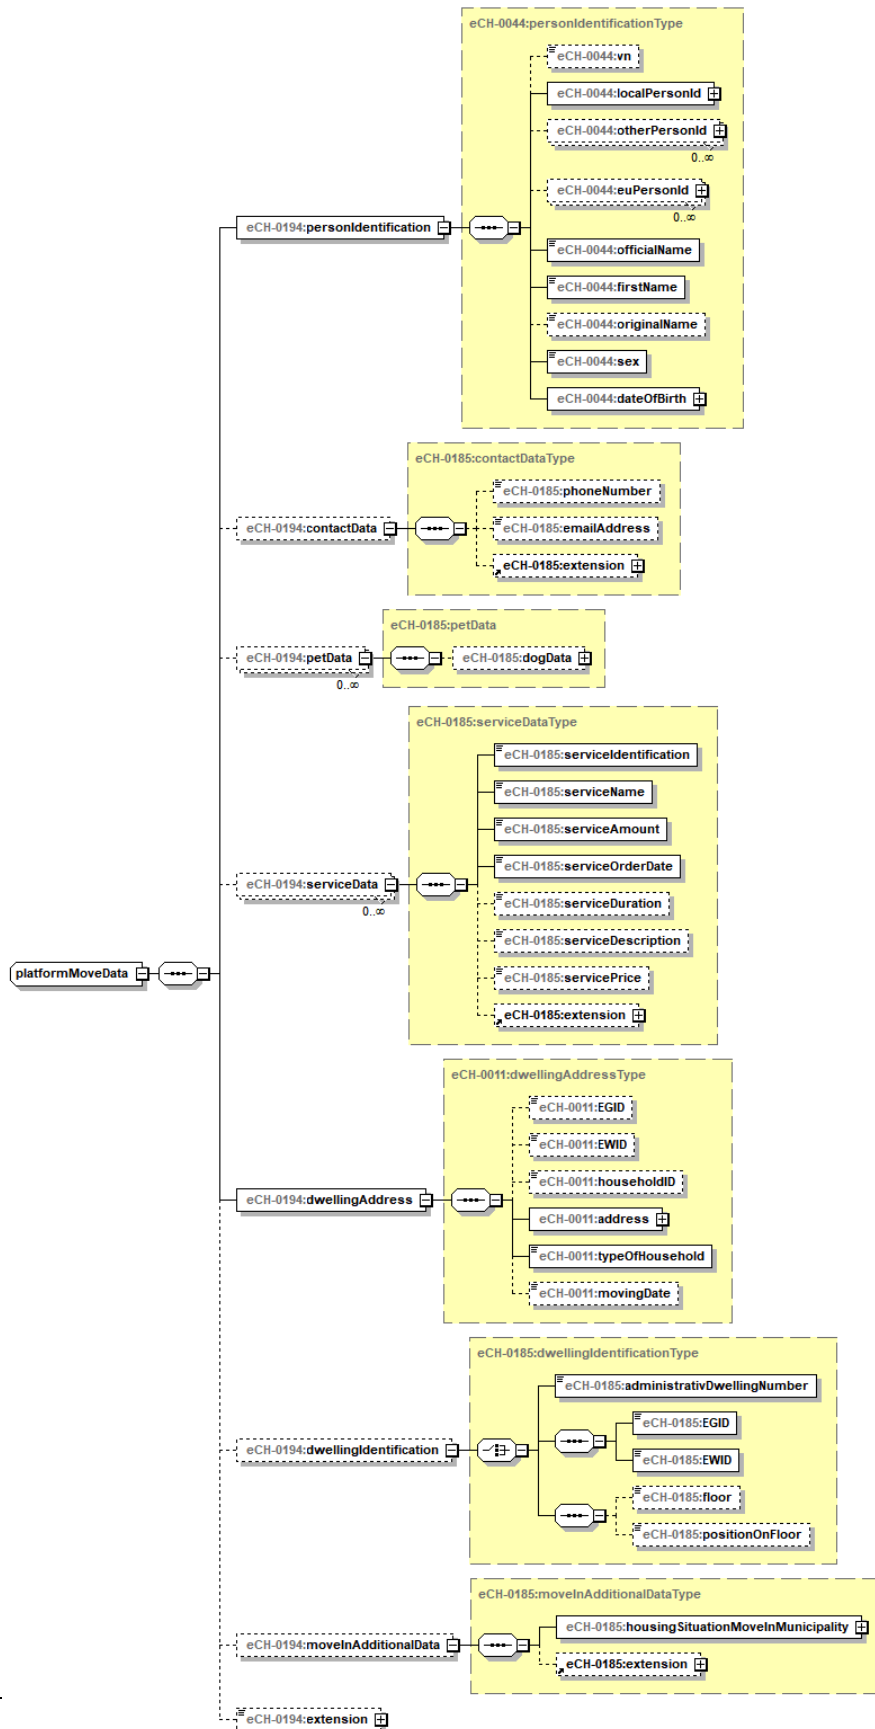 eCH-0044:personIdentificationType
eCH-0044:vn
eCH-0044:localPersonId
eCH-0044:otherPersonId
0..∞
eCH-0044:euPersonId
0..∞
eCH-0194:personIdentification
eCH-0044:officialName
eCH-0044:firstName
eCH-0044:originalName
eCH-0044:sex
eCH-0044:dateOfBirth
eCH-0185:contactDataType
eCH-0185:phoneNumber
eCH-0194:contactData
eCH-0185:emailAddress
eCH-0185:extension
eCH-0185:petData
eCH-0194:petData
0..∞
eCH-0185:dogData
eCH-0185:serviceDataType
eCH-0185:serviceIdentification
eCH-0185:serviceName
eCH-0185:serviceAmount
eCH-0185:serviceOrderDate
eCH-0194:serviceData
0..∞
eCH-0185:serviceDuration
eCH-0185:serviceDescription
eCH-0185:servicePrice
eCH-0185:extension
platformMoveData
eCH-0011:dwellingAddressType
eCH-0011:EGID
eCH-0011:EWID
eCH-0011:householdID
eCH-0194:dwellingAddress
eCH-0011:address
eCH-0011:typeOfHousehold
eCH-0011:movingDate
eCH-0185:dwellingIdentificationType
eCH-0185:administrativDwellingNumber
eCH-0185:EGID
eCH-0194:dwellingIdentification
eCH-0185:EWID
eCH-0185:floor
eCH-0185:positionOnFloor
eCH-0185:moveInAdditionalDataType
eCH-0185:housingSituationMoveInMunicipality
eCH-0194:moveInAdditionalData
eCH-0185:extension
eCH-0194:extension